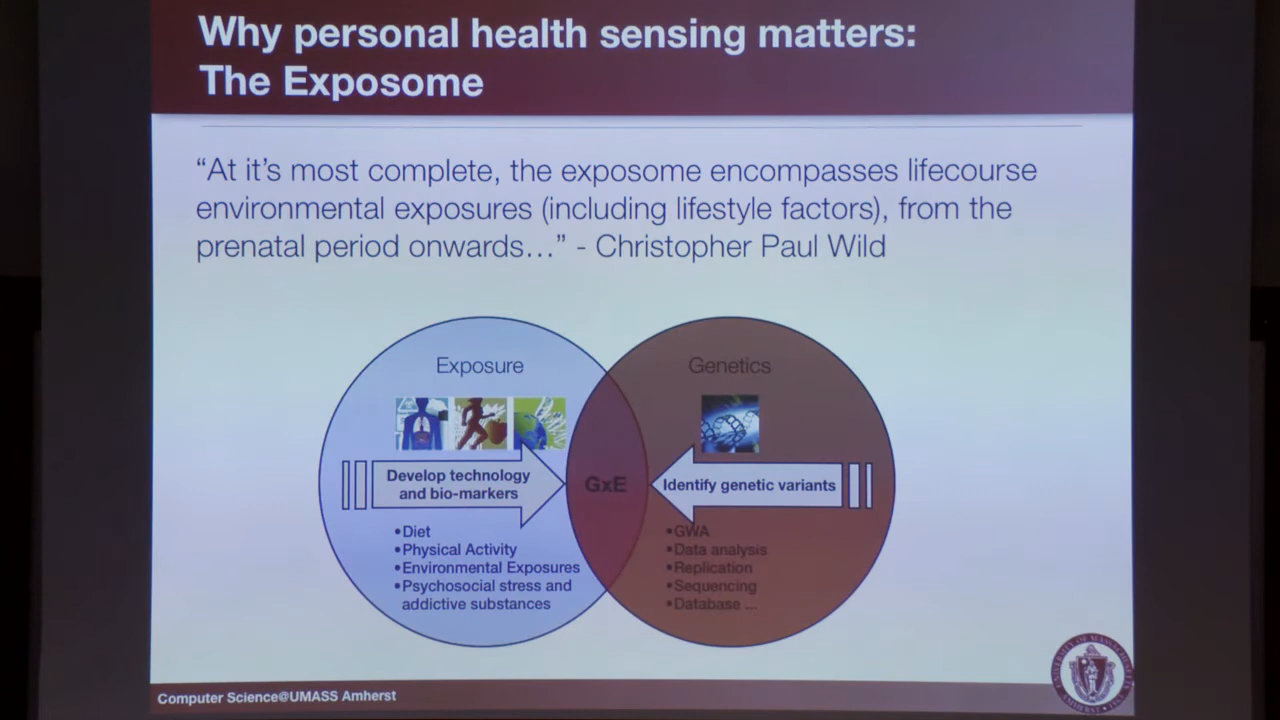 Why personal health sensing matters:
The Exposome
“At it’s most complete, the exposome encompasses lifecourse
environmental exposures (including lifestyle factors), from the
prenatal period onwards…” - Christopher Paul Wild
Exposure
Develop technology
and bio-markers
•Diet
•Physical Activity
•Environmental Exposures
•Psychosocial stress and
addictive substances
GxE
Genetics
Identify genetic variants
•GWA
•Data analysis
•Replication
•Sequencing
•Database ...
Computer Science@UMASS Amherst